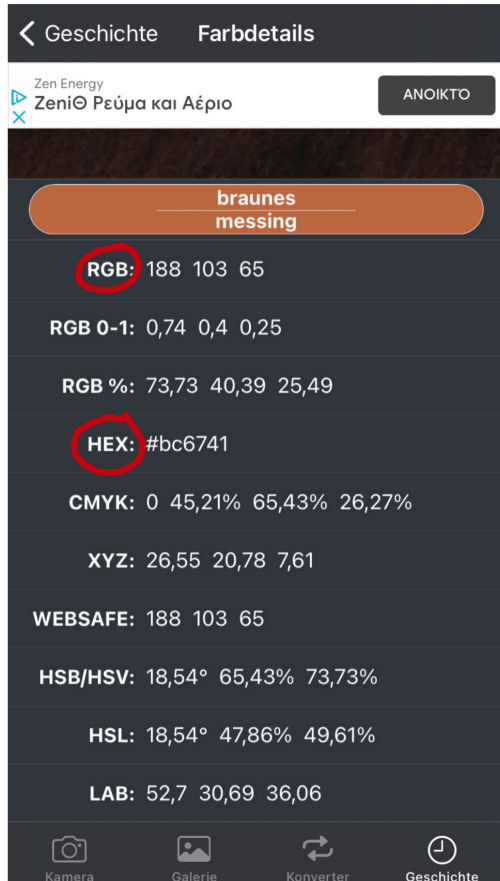 Geschichte Farbdetails
Zen Energy
ZeniΘ Ρεύμα και Αέριο
ΑΝΟΙΚΤΌ
braunes
messing
RGB: 188 103 65
RGB 0-1: 0,74 0,4 0,25
RGB %: 73,73 40,39 25,49
HEX: #bc6741
CMYK: 0 45,21% 65,43% 26,27%
XYZ: 26,55 20,78 7,61
WEBSAFE: 188 103 65
HSB/HSV: 18,54° 65,43% 73,73%
HSL: 18,54° 47,86% 49,61%
LAB: 52,7 30,69 36,06
Kamera Galerie Konverter Geschichte